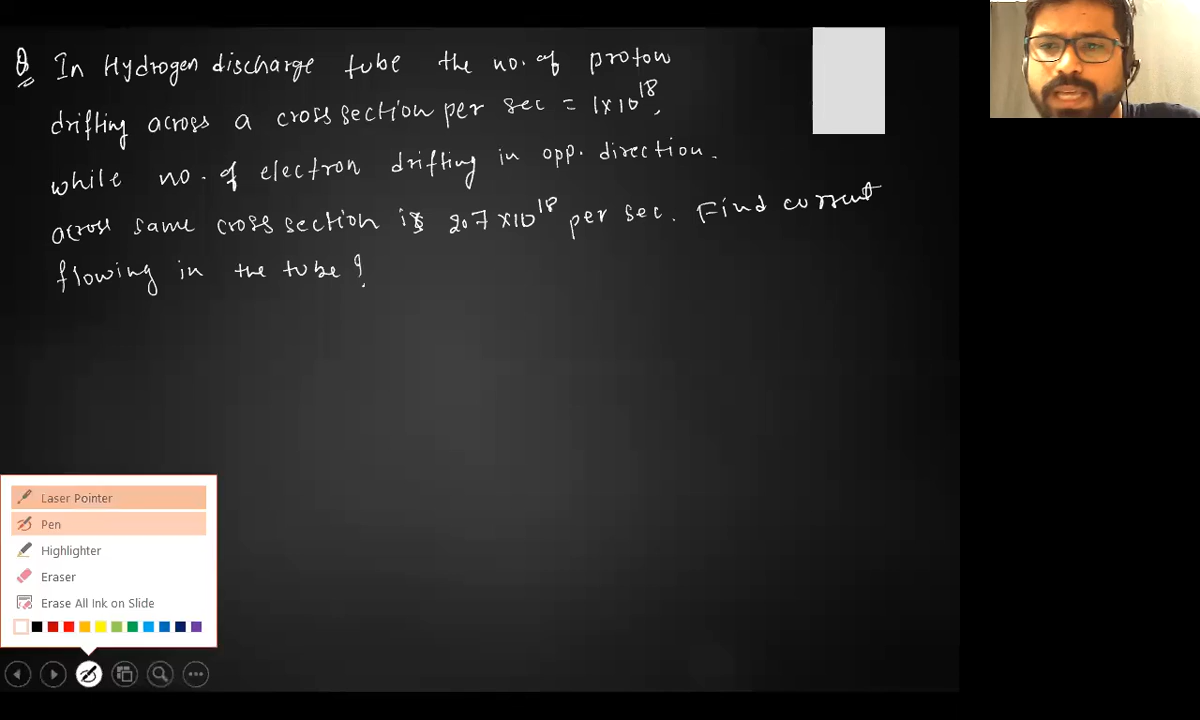 Q In Hydrogen discharge tube the no. of proton
drifting across a cross section per sec = 1×10^18,
while no. of electron drifting in opp. direction.
across same cross section is 2.7×10^18 per sec. Find current
flowing in the tube?
Laser Pointer
Pen
Highlighter
Eraser
Erase All Ink on Slide